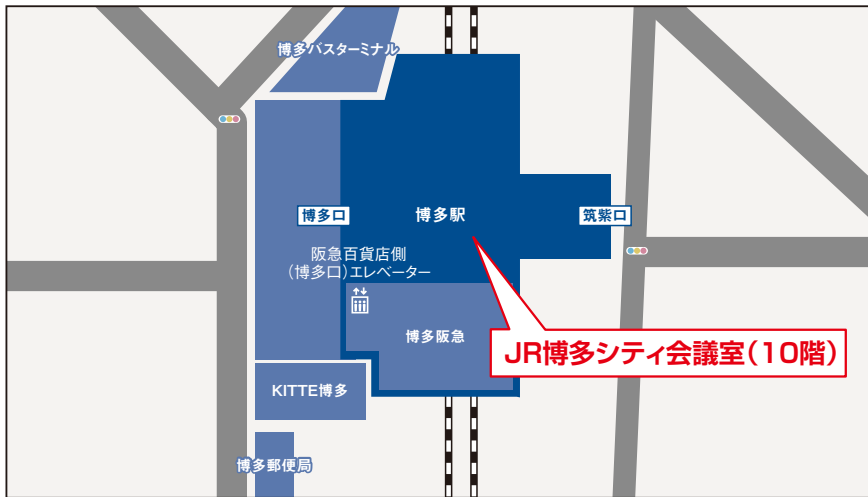 博多バスターミナル
博多口
博多駅
筑紫口
阪急百貨店側
（博多口）エレベーター
博多阪急
JR博多シティ会議室（10階）
KITTE博多
博多郵便局